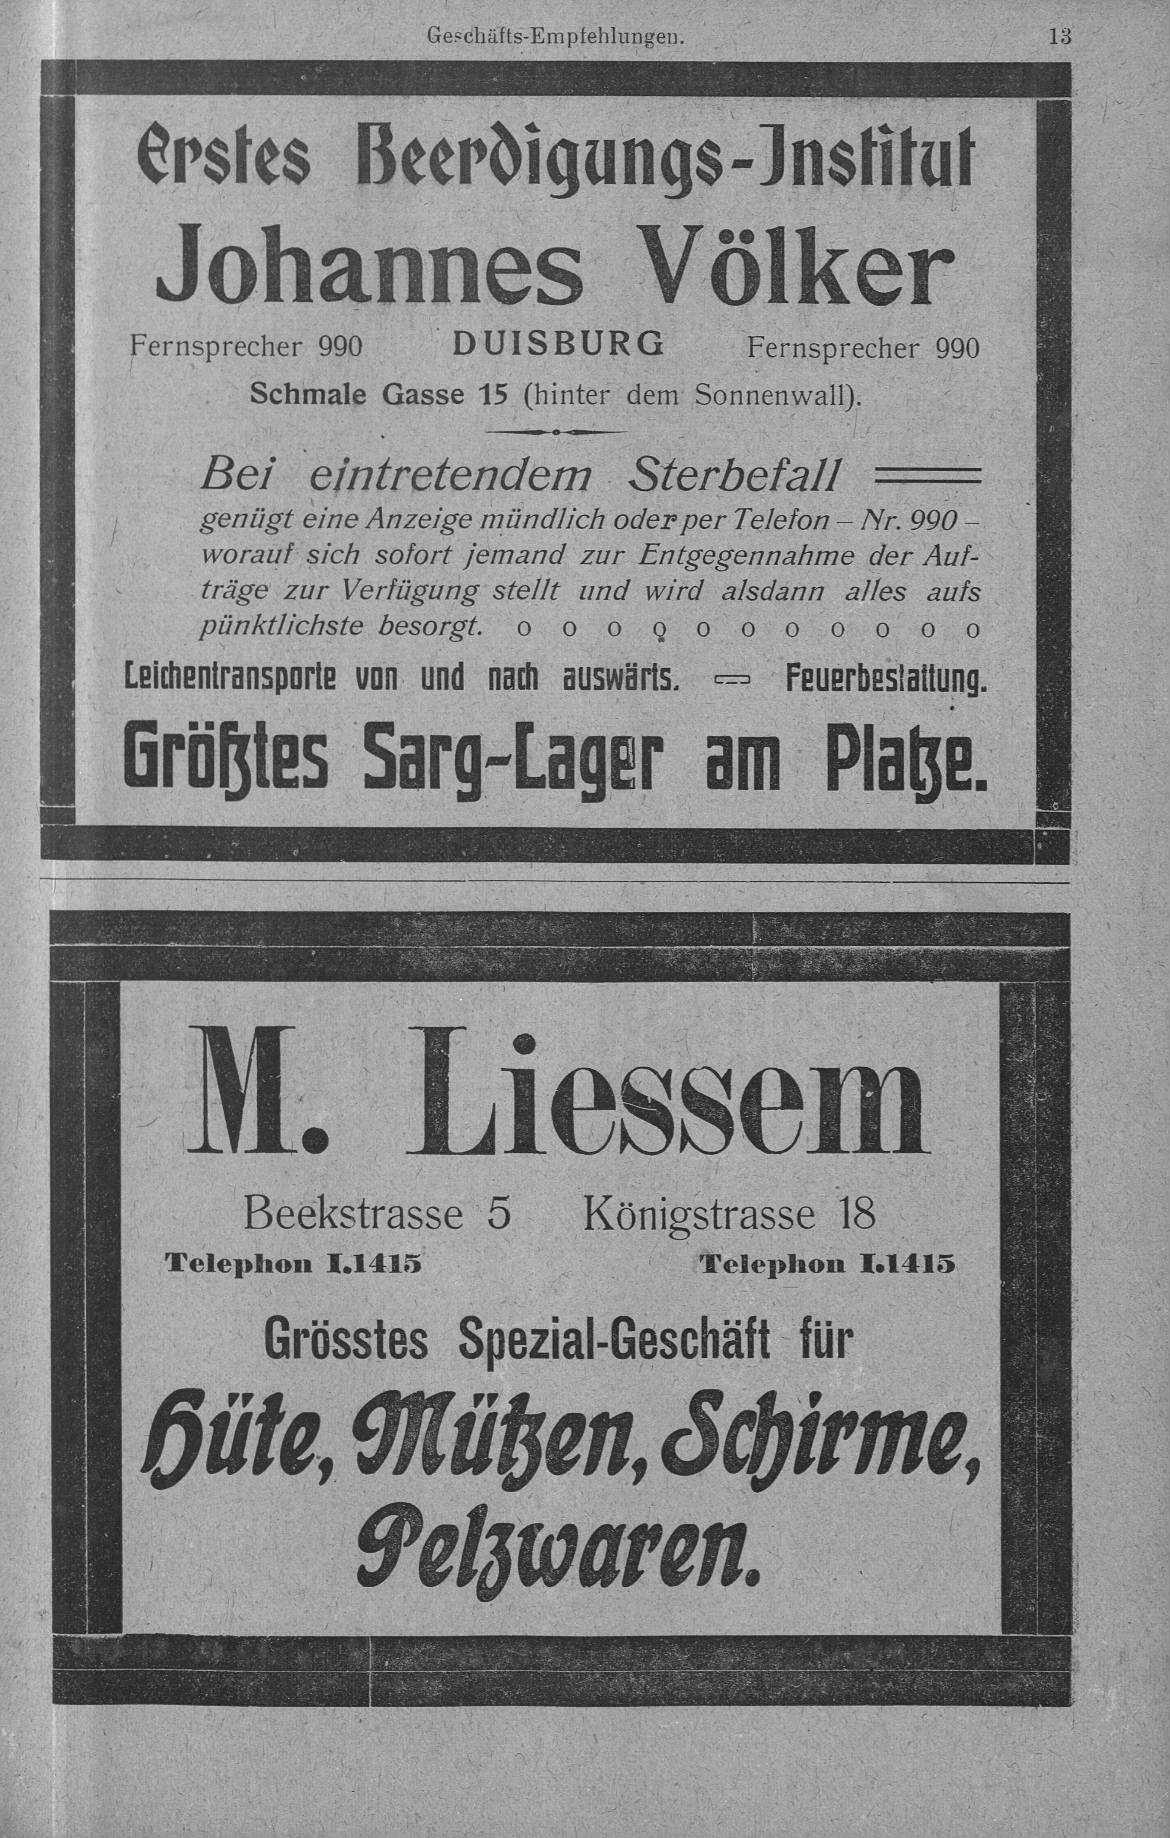 Geschäfts-Empfehlungen. 13
Erstes Beerdigungs-Institut
Johannes Völker
Fernsprecher 990 DUISBURG Fernsprecher 990
Schmale Gasse 15 (hinter dem Sonnenwall).
Bei eintretendem Sterbefall
genügt eine Anzeige mündlich oder per Telefon – Nr. 990 –
worauf sich sofort jemand zur Entgegennahme der Auf-
träge zur Verfügung stellt und wird alsdann alles aufs
pünktlichste besorgt. o o o o o o o o o o o
Leichentransporte von und nach auswärts. — Feuerbestattung.
Größtes Sarg-Lager am Platze.
M. Liessem
Beekstrasse 5 Königstrasse 18
Telephon I.1415 Telephon I.1415
Grösstes Spezial-Geschäft für
Hüte, Mützen, Schirme,
Pelzwaren.